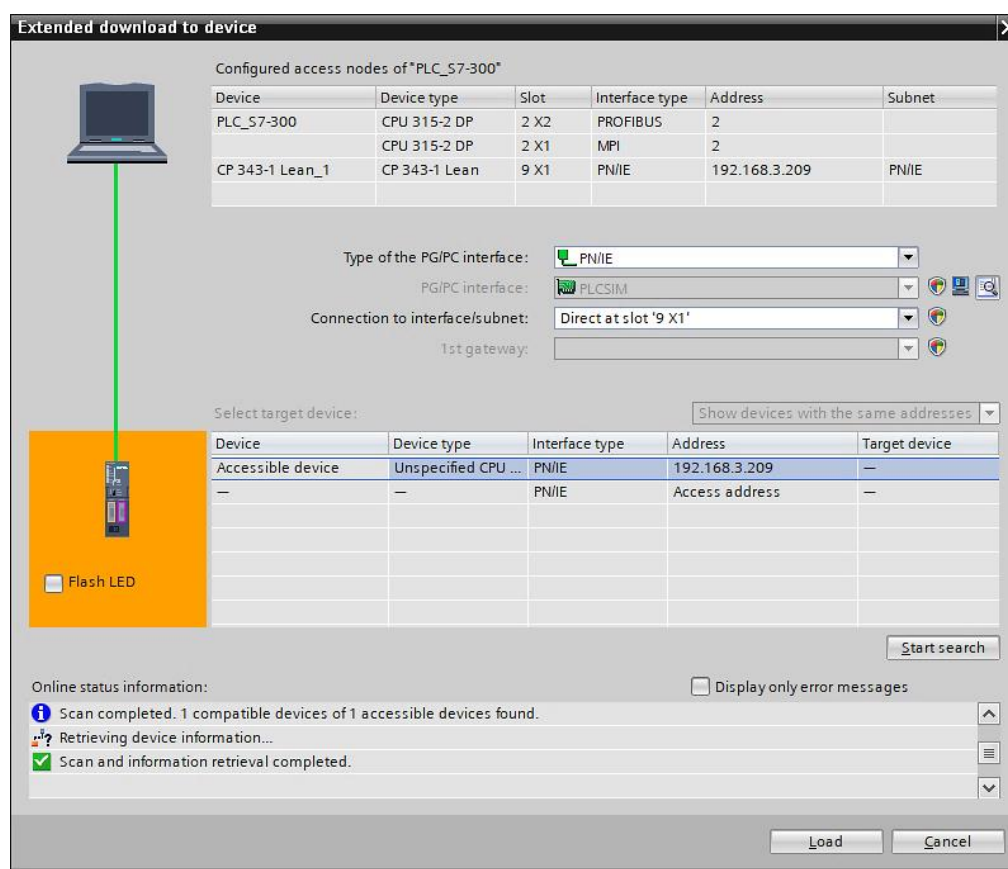 Extended download to device
Configured access nodes of "PLC_S7-300"
Device Device type Slot Interface type Address Subnet
PLC_S7-300 CPU 315-2 DP 2 X2 PROFIBUS 2
CPU 315-2 DP 2 X1 MPI 2
CP 343-1 Lean_1 CP 343-1 Lean 9 X1 PN/IE 192.168.3.209 PN/IE
Type of the PG/PC interface: PN/IE
PG/PC interface: PLCSIM
Connection to interface/subnet: Direct at slot '9 X1'
1st gateway:
Select target device: Show devices with the same addresses
Device Device type Interface type Address Target device
Accessible device Unspecified CPU ... PN/IE 192.168.3.209 —
— — PN/IE Access address —
Flash LED
Start search
Online status information: Display only error messages
Scan completed. 1 compatible devices of 1 accessible devices found.
Retrieving device information...
Scan and information retrieval completed.
Load Cancel